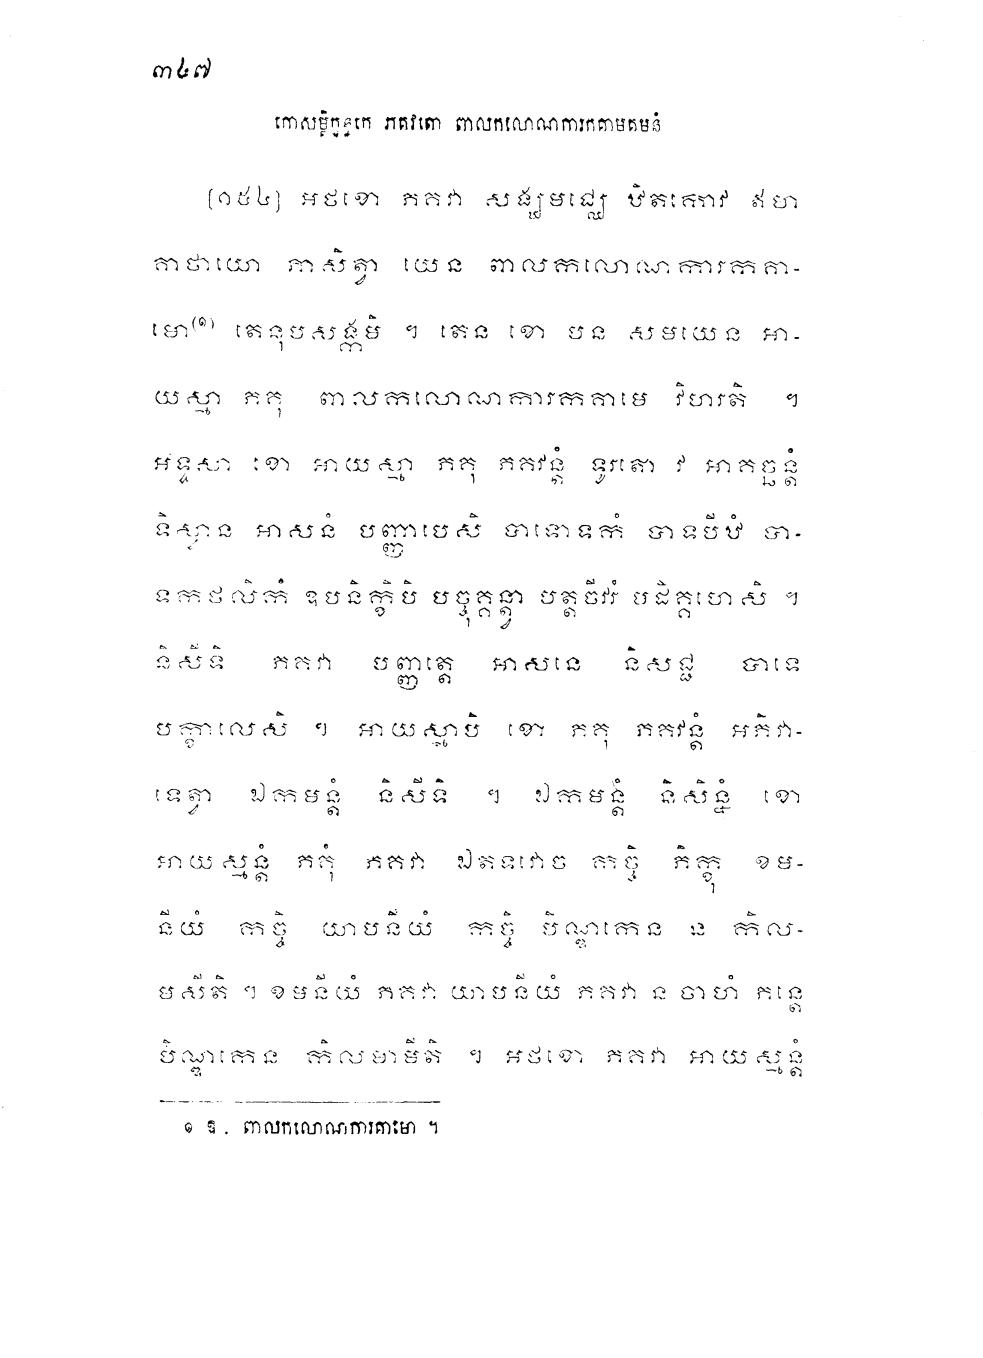 ៣៤៧
កោសម្ពិក្ខន្ធកេ ភគវតោ ពាលកលោណការកគាមគមនំ
(១៥៤) អថខោ ភគវា សង្ឃមជ្ឈេ ឋិតកោវ ឥមា
គាថាយោ ភាសិត្វា យេន ពាលកលោណការកគា-
មោ(១) តេនុបសង្កមិ ។ តេន ខោ បន សមយេន អា-
យស្មា ភគុ ពាលកលោណការកគាមេ វិហរតិ ។
អទ្ទសា ខោ អាយស្មា ភគុ ភគវន្តំ ទូរតោ វ អាគច្ឆន្តំ
ទិស្វាន អាសនំ បញ្ញាបេសិ បាទោទកំ បាទបីឋំ បា-
ទកថលិកំ ឧបនិក្ខិបិ បច្ចុគ្គន្ត្វា បត្តចីវរំ បដិគ្គហេសិ ។
និសីទិ ភគវា បញ្ញត្តេ អាសនេ និសជ្ជ បាទេ
បក្ខាលេសិ ។ អាយស្មាបិ ខោ ភគុ ភគវន្តំ អភិវា-
ទេត្វា ឯកមន្តំ និសីទិ ។ ឯកមន្តំ និសិន្នំ ខោ
អាយស្មន្តំ ភគុំ ភគវា ឯតទវោច កច្ចិ ភិក្ខុ ខម-
នីយំ កច្ចិ យាបនីយំ កច្ចិ បិណ្ឌកេន ន កិល-
មសីតិ ។ ខមនីយំ ភគវា យាបនីយំ ភគវា ន ចាហំ ភន្តេ
បិណ្ឌកេន កិលមាមីតិ ។ អថខោ ភគវា អាយស្មន្តំ
១ ឱ. ពាលកលោណការគាមោ ។